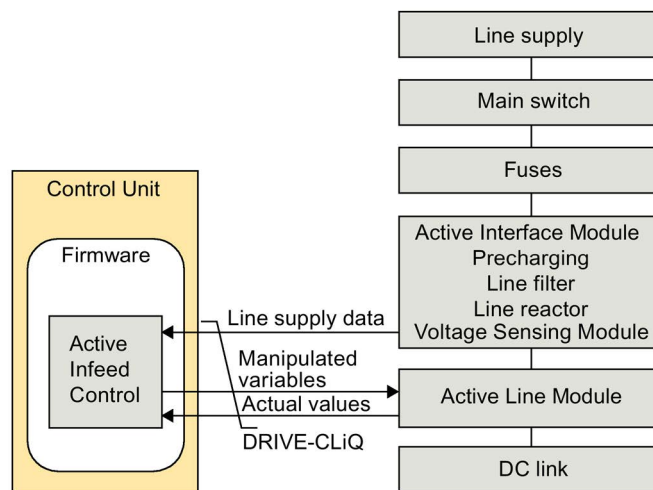 Line supply
Main switch
Fuses
Control Unit
Firmware
Active Interface Module
Precharging
Line filter
Line reactor
Voltage Sensing Module
Line supply data
Active
Infeed
Control
Manipulated
variables
Actual values
DRIVE-CLiQ
Active Line Module
DC link